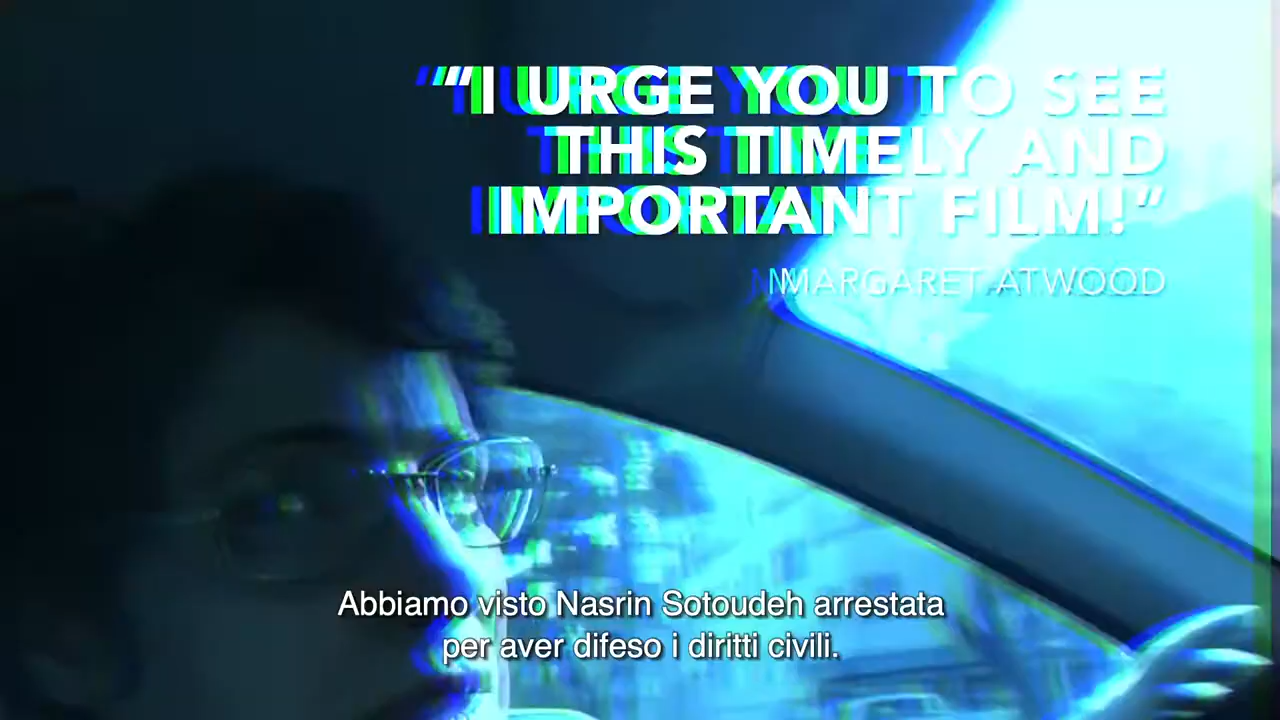 "I URGE YOU TO SEE
THIS TIMELY AND
IMPORTANT FILM!"
MARGARET ATWOOD
Abbiamo visto Nasrin Sotoudeh arrestata
per aver difeso i diritti civili.